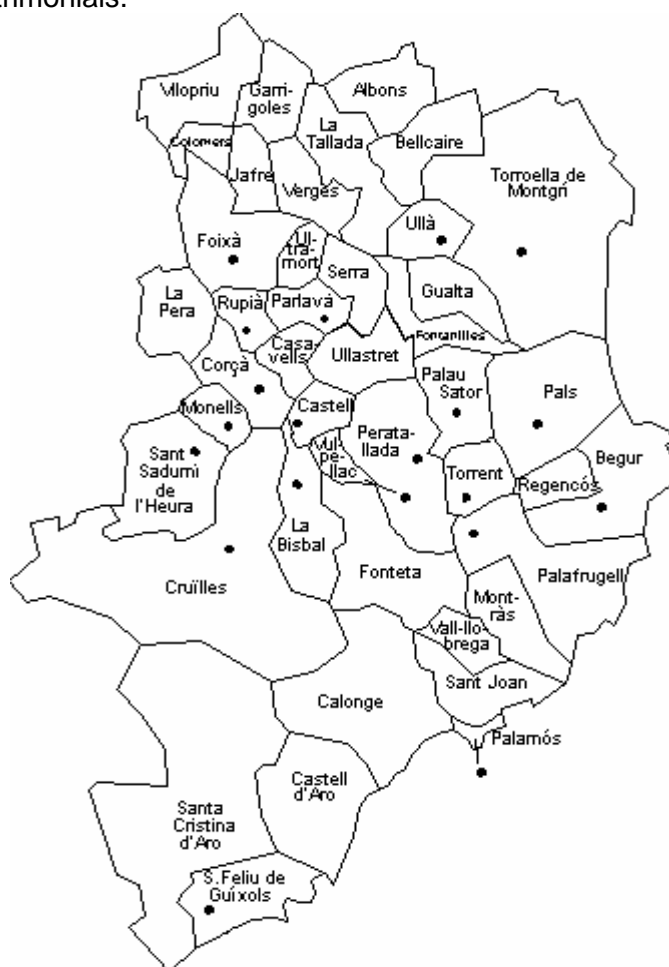 rimonials.
Vilopriu
Garri-
goles
Albons
La
Tallada
Bellcaire
Colomers
Jafre
Verges
Torroella de
Montgrí
Ullà
Foixà
Ul-
tra-
mort
Serra
Gualta
La
Pera
Rupià
Parlavà
Fontanilles
Casa-
vells
Ullastret
Corçà
Palau
Sator
Pals
Monells
Castell
Perata-
llada
Vul-
pe-
llac
Sant
Sadurní
de
l'Heura
Torrent
Regencós
Begur
La
Bisbal
Fonteta
Palafrugell
Cruïlles
Mont-
ràs
Vall-llo-
brega
Sant Joan
Calonge
Palamós
Castell
d'Aro
Santa
Cristina
d'Aro
S.Feliu de
Guíxols